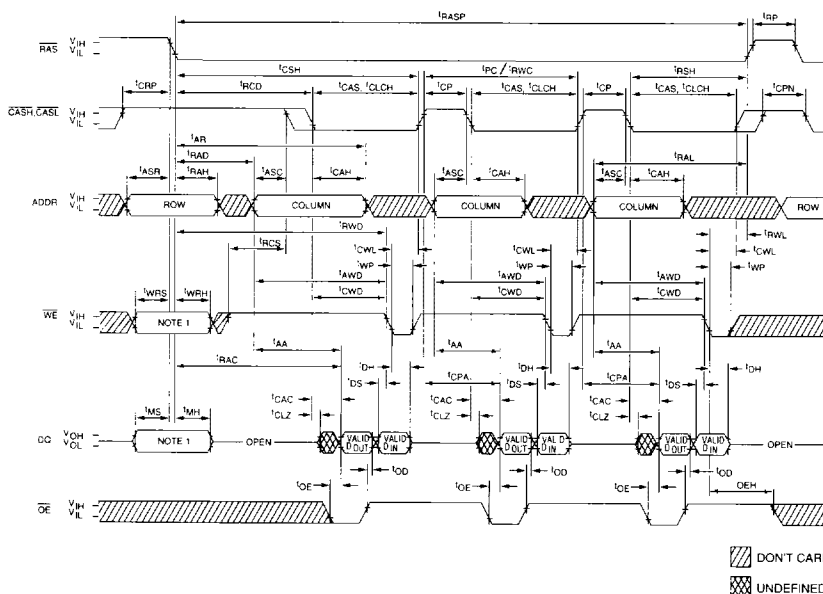 tRASP
tRP
RAS VIH VIL
tCSH
tPC / tRWC
tRSH
tCRP
tRCD
tCAS, tCLCH
tCP
tCAS, tCLCH
tCP
tCAS, tCLCH
tCPN
CASH, CASL VIH VIL
tAR
tRAD
tRAL
tASR
tRAH
tASC
tCAH
tASC
tCAH
tASC
tCAH
ADDR VIH VIL
ROW
COLUMN
COLUMN
COLUMN
ROW
tRWD
tRWL
tRCS
tCWL
tCWL
tCWL
tWP
tWP
tWP
tAWD
tAWD
tAWD
tWRS
tWRH
tCWD
tCWD
tCWD
WE VIH VIL
NOTE 1
tAA
tAA
tAA
tRAC
tDH
tDH
tDH
tDS
tCPA
tDS
tCPA
tDS
tCAC
tCAC
tCAC
tMS
tMH
tCLZ
tCLZ
tCLZ
DQ VOH VOL
NOTE 1
OPEN
VALID DOUT
VALID DIN
VALID DOUT
VALID DIN
VALID DOUT
VALID DIN
OPEN
tOD
tOD
tOD
tOE
tOE
tOE
OEH
OE VIH VIL
DON'T CARE
UNDEFINED